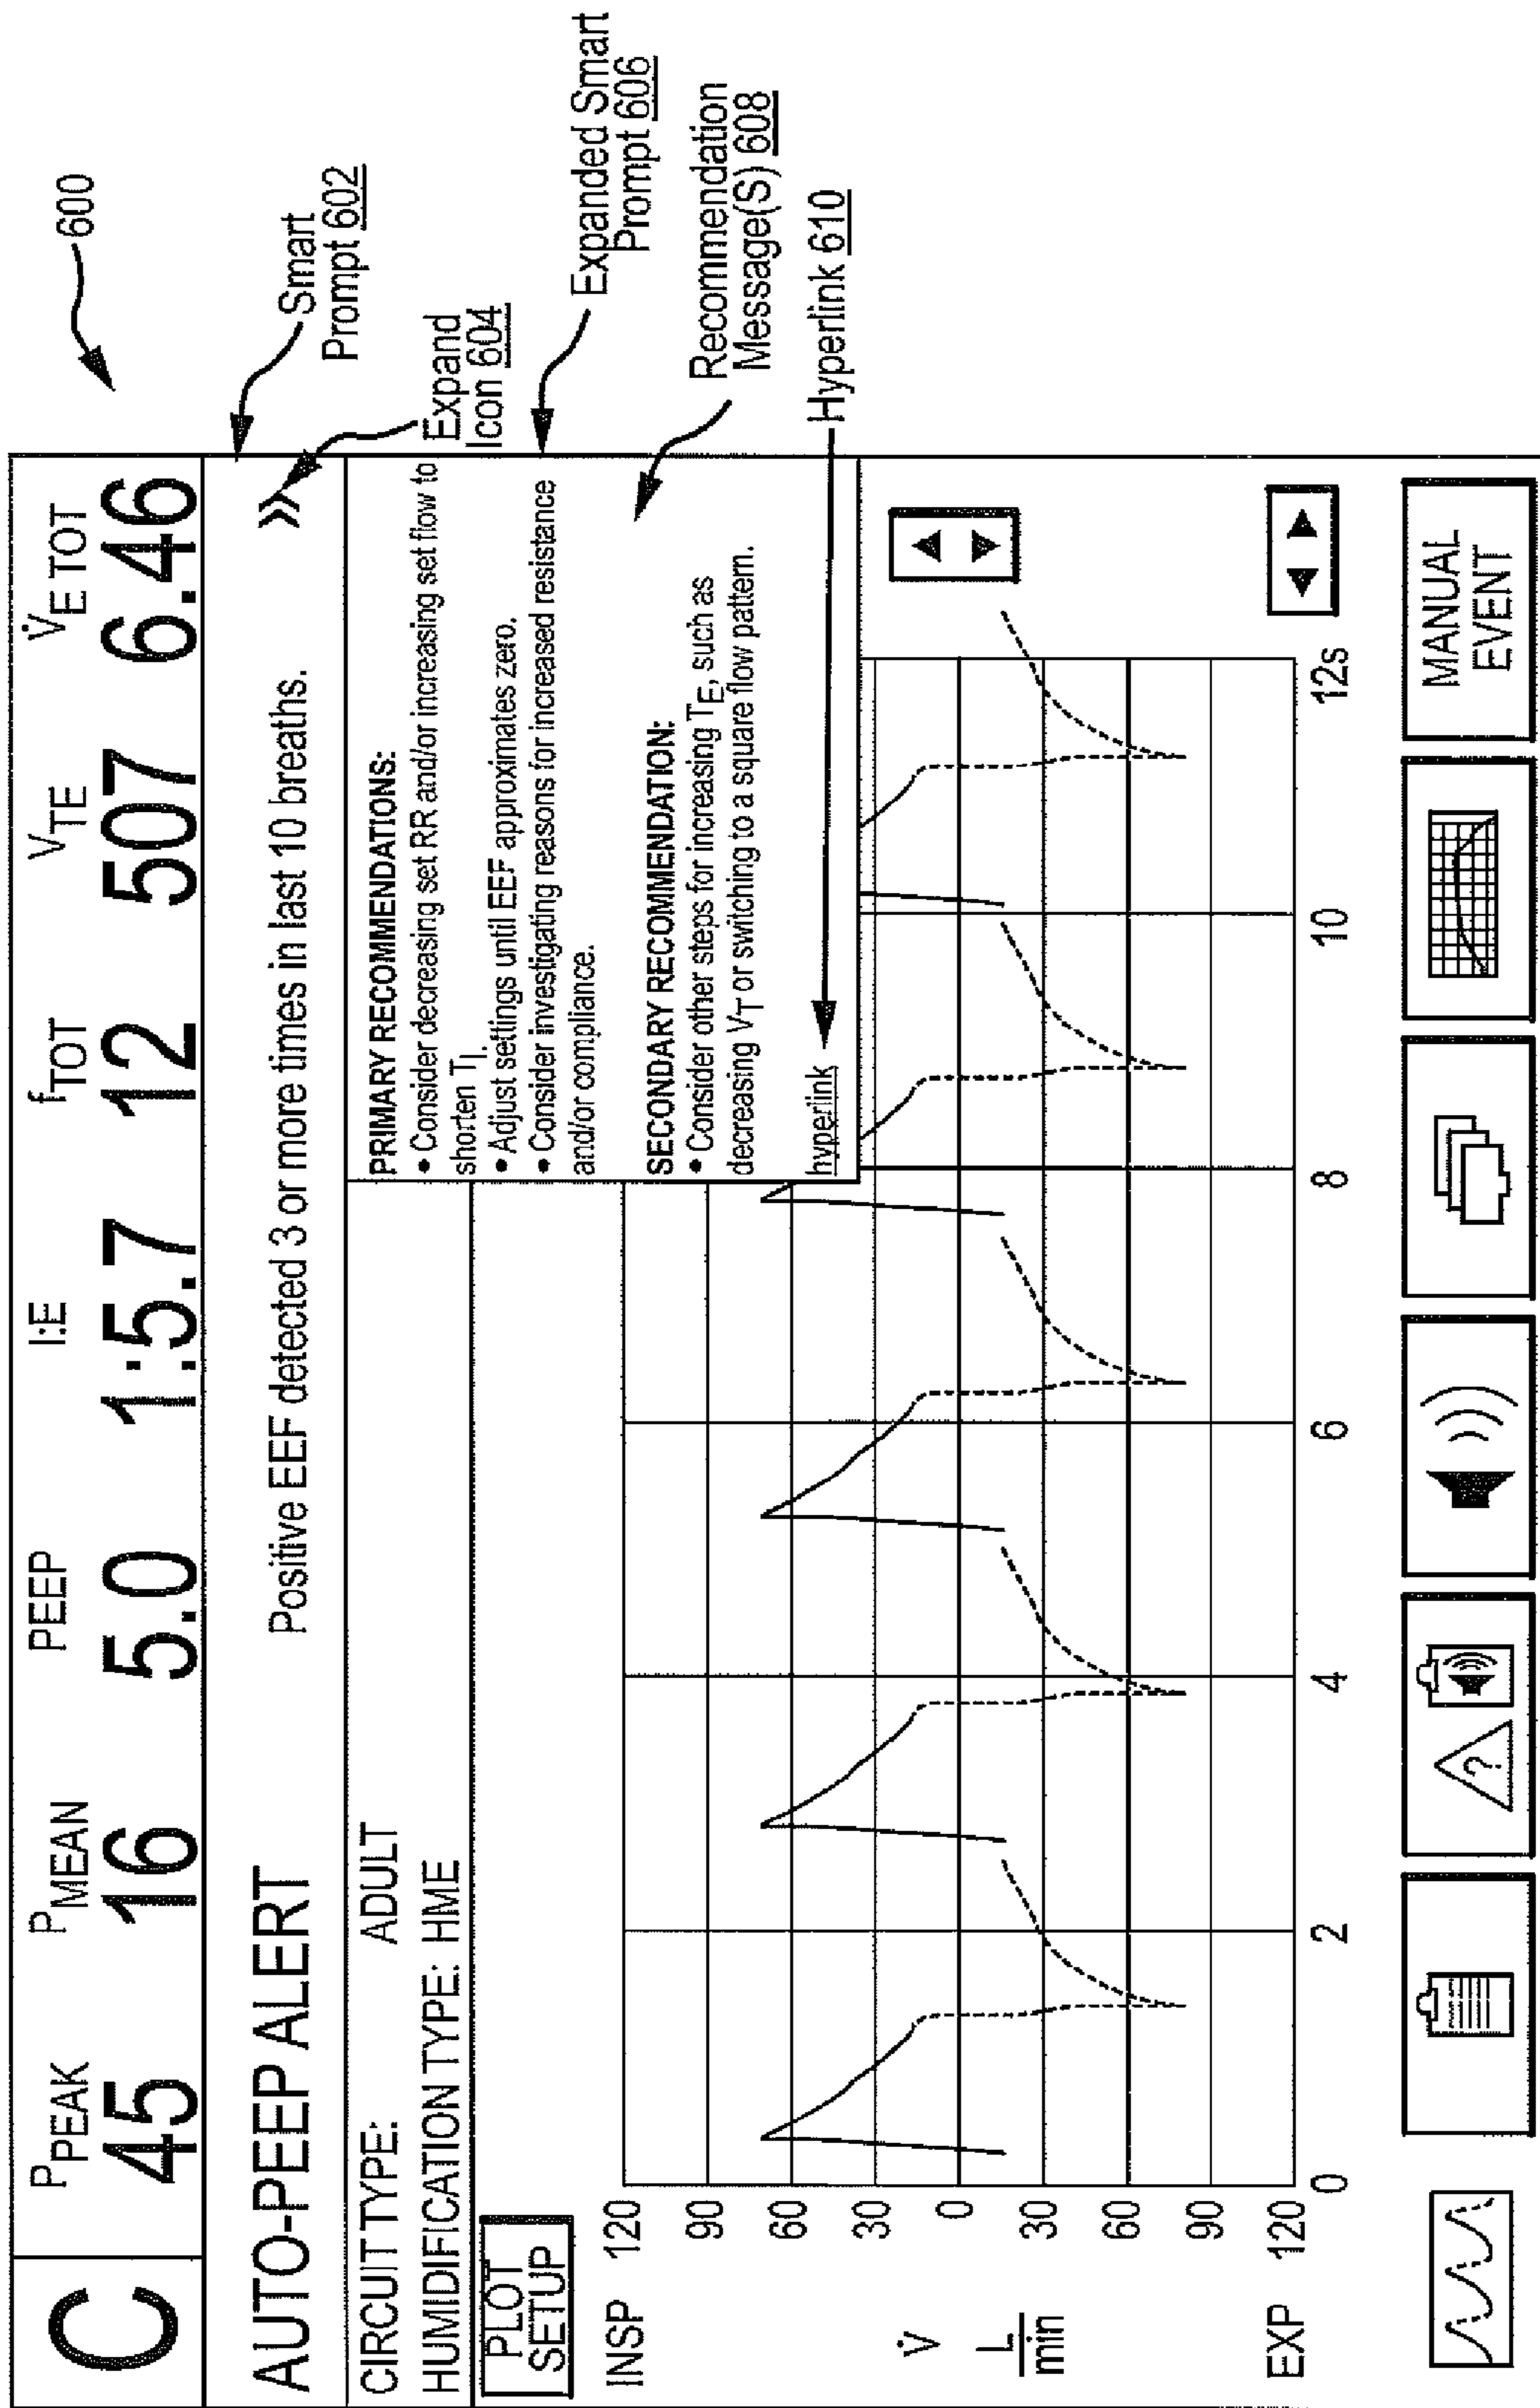 600
C
PPEAK PMEAN PEEP I:E fTOT VTE V̇E TOT
45 16 5.0 1:5.7 12 507 6.46
AUTO-PEEP ALERT
Positive EEF detected 3 or more times in last 10 breaths.
»
Smart
Prompt 602
Expand
Icon 604
CIRCUIT TYPE: ADULT
HUMIDIFICATION TYPE: HME
PLOT
SETUP
PRIMARY RECOMMENDATIONS:
• Consider decreasing set RR and/or increasing set flow to
shorten TI.
• Adjust settings until EEF approximates zero.
• Consider investigating reasons for increased resistance
and/or compliance.
SECONDARY RECOMMENDATION:
• Consider other steps for increasing TE, such as
decreasing VT or switching to a square flow pattern.
hyperlink
Expanded Smart
Prompt 606
Recommendation
Message(S) 608
Hyperlink 610
INSP
V̇
L
min
EXP
120
90
60
30
0
30
60
90
120
0 2 4 6 8 10 12s
?
MANUAL
EVENT